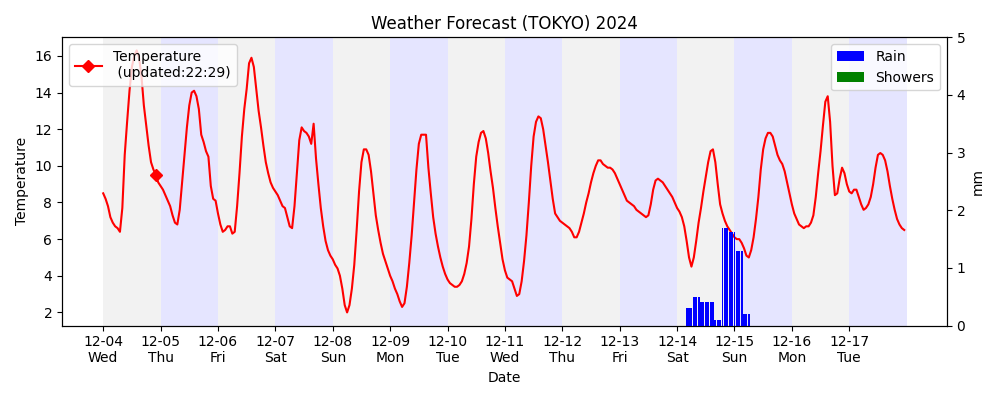 Weather Forecast (TOKYO) 2024
Temperature
(updated:22:29)
Rain
Showers
Temperature
16
14
12
10
8
6
4
2
5
4
3
2
1
0
mm
12-04 12-05 12-06 12-07 12-08 12-09 12-10 12-11 12-12 12-13 12-14 12-15 12-16 12-17
Wed Thu Fri Sat Sun Mon Tue Wed Thu Fri Sat Sun Mon Tue
Date